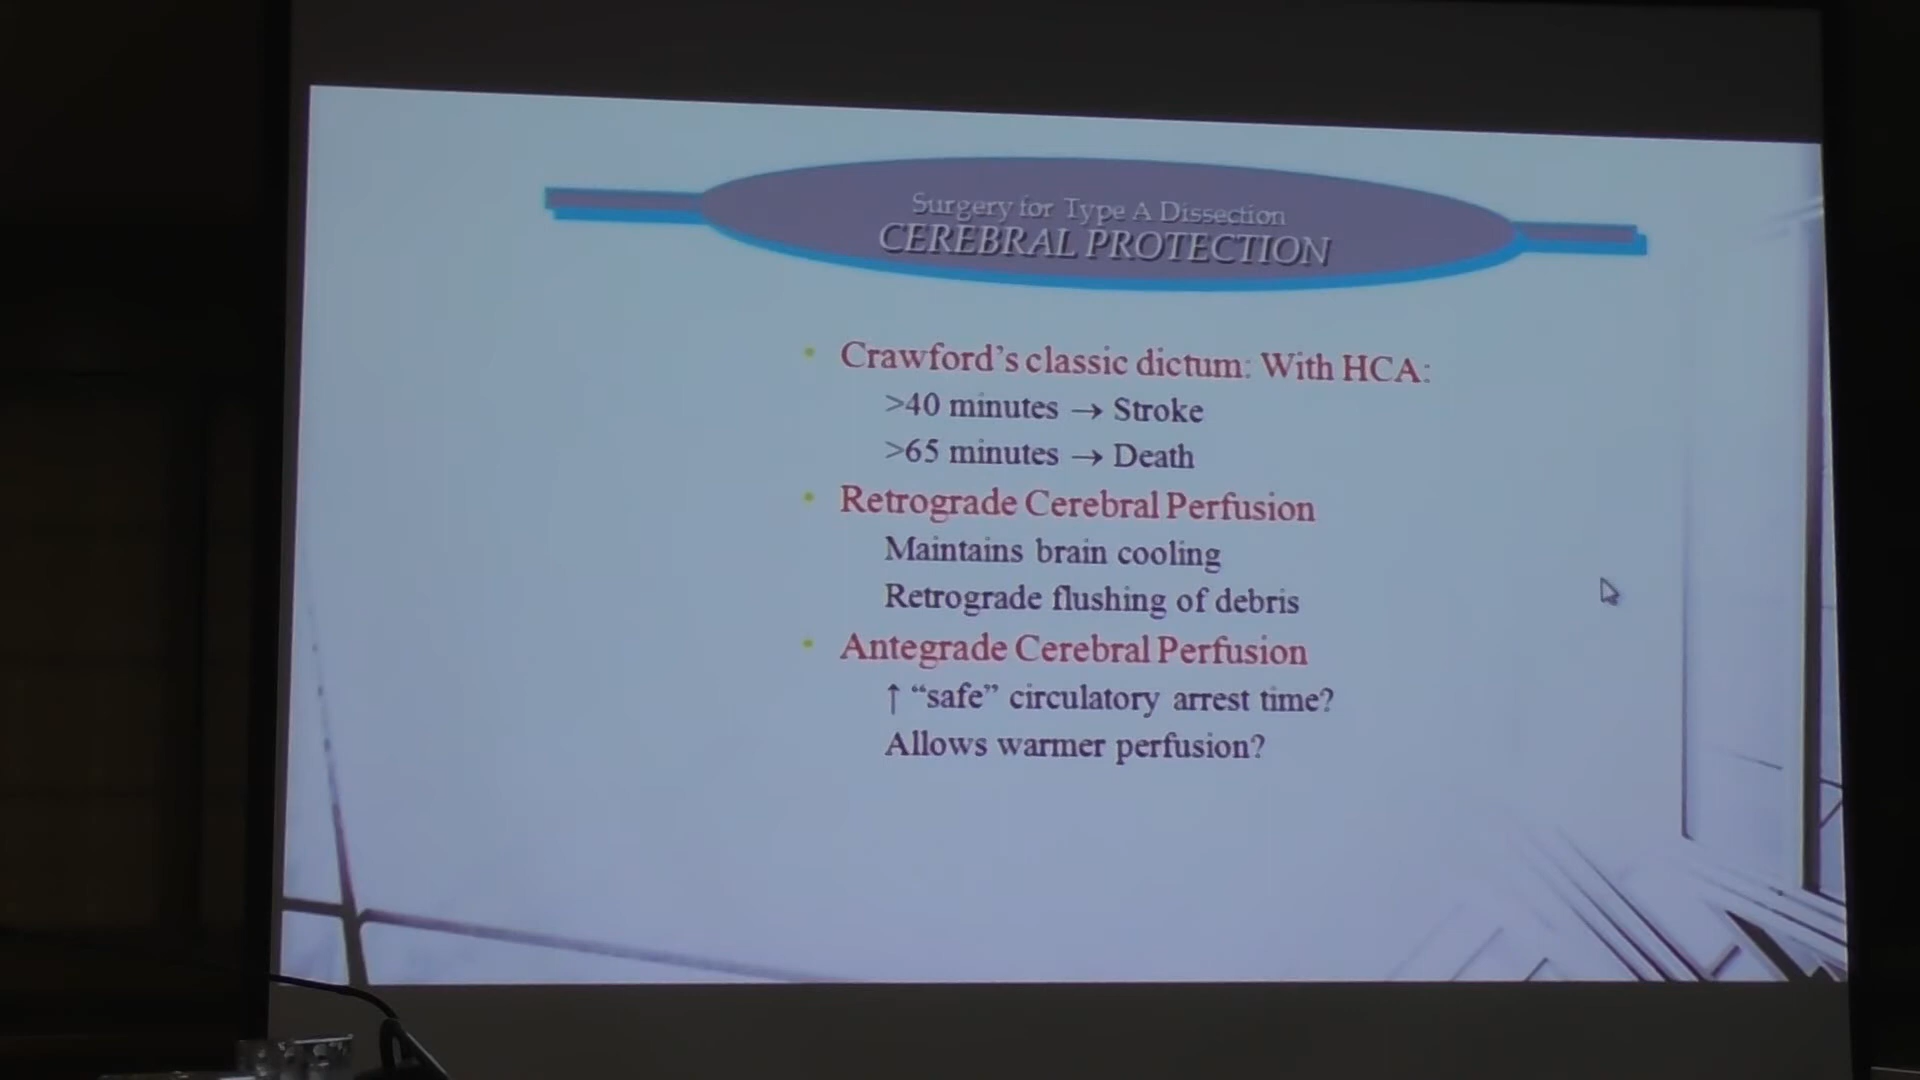 Surgery for Type A Dissection
CEREBRAL PROTECTION
• Crawford's classic dictum: With HCA:
>40 minutes → Stroke
>65 minutes → Death
• Retrograde Cerebral Perfusion
Maintains brain cooling
Retrograde flushing of debris
• Antegrade Cerebral Perfusion
↑ “safe” circulatory arrest time?
Allows warmer perfusion?